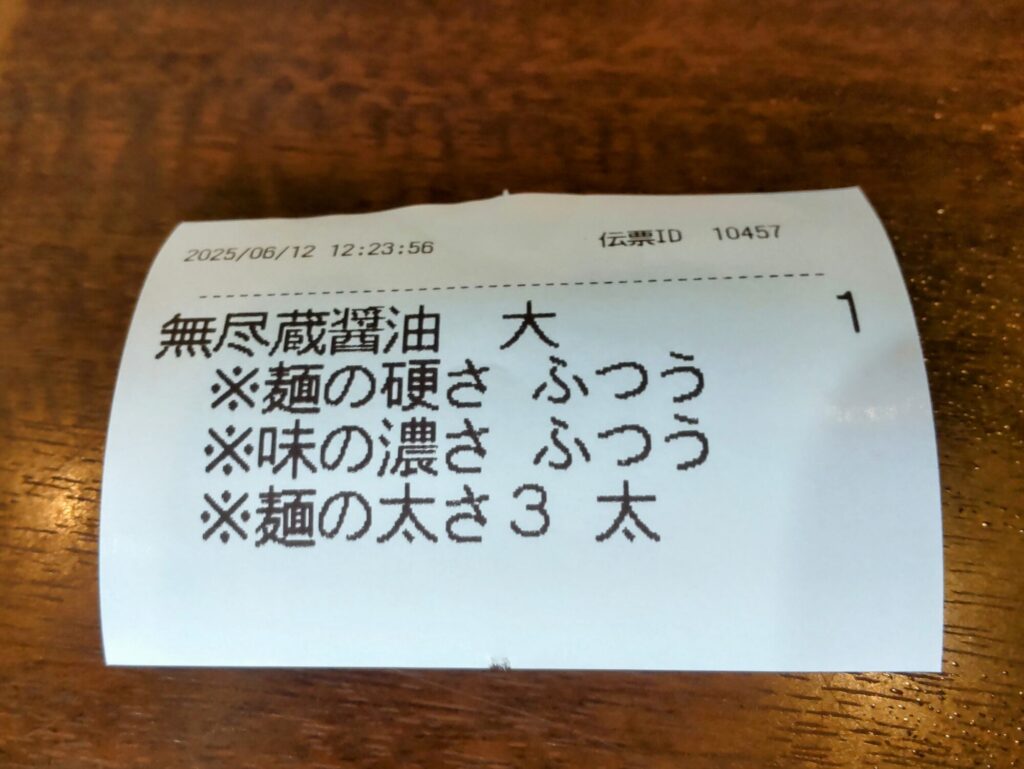 2025/06/12 12:23:56 伝票ID 10457
無尽蔵醤油 大 1
※麺の硬さ ふつう
※味の濃さ ふつう
※麺の太さ3 太